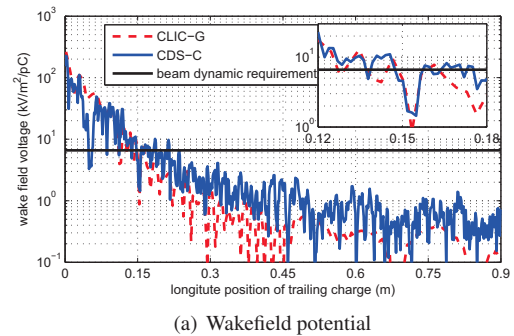 10³
10²
10¹
10⁰
10⁻¹
wake field voltage (kV/m²/pC)
CLIC−G
CDS−C
beam dynamic requirement
10¹
10⁰
0.12 0.15 0.18
0 0.15 0.3 0.45 0.6 0.75 0.9
longitute position of trailing charge (m)
(a) Wakefield potential